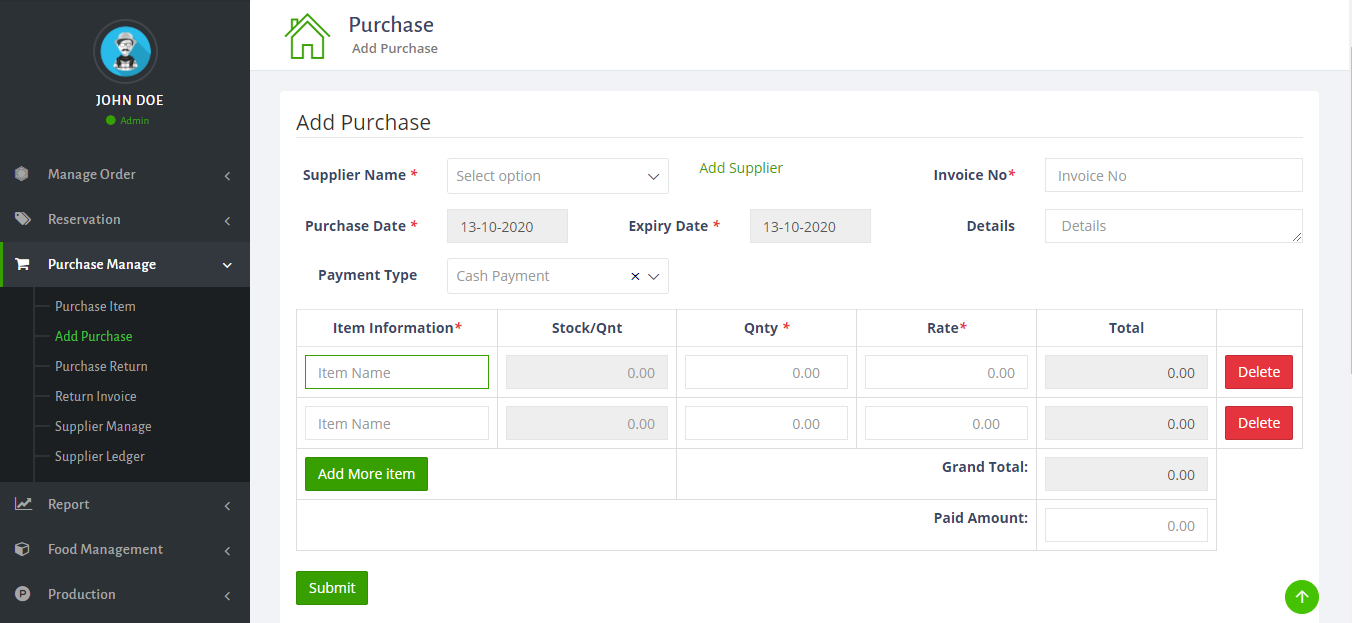 JOHN DOE
Admin
Manage Order
Reservation
Purchase Manage
Purchase Item
Add Purchase
Purchase Return
Return Invoice
Supplier Manage
Supplier Ledger
Report
Food Management
P Production
Purchase
Add Purchase
Add Purchase
Supplier Name * Select option Add Supplier Invoice No* Invoice No
Purchase Date * 13-10-2020 Expiry Date * 13-10-2020 Details Details
Payment Type Cash Payment ×
Item Information* Stock/Qnt Qnty * Rate* Total
Item Name 0.00 0.00 0.00 0.00 Delete
Item Name 0.00 0.00 0.00 0.00 Delete
Add More item Grand Total: 0.00
Paid Amount: 0.00
Submit